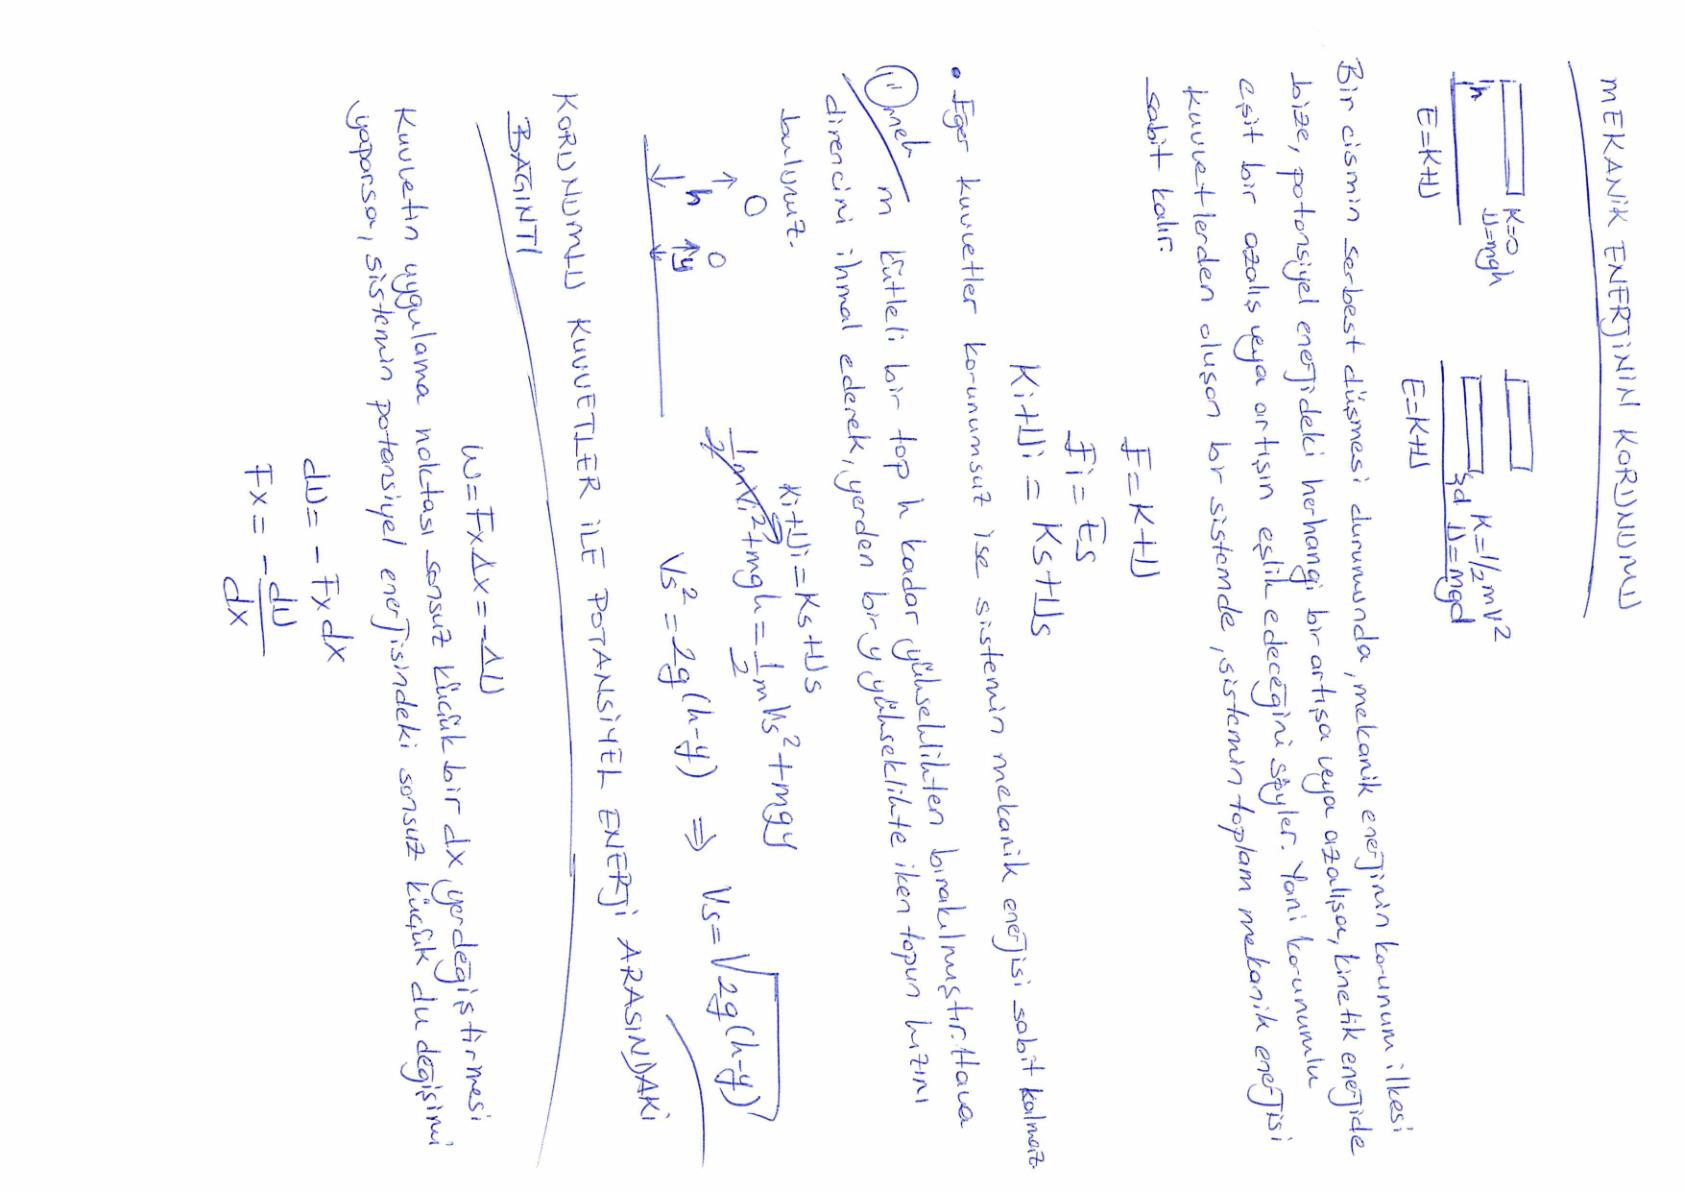 MEKANİK ENERJİNİN KORUNUMU
K=0
U=mgh
h
E=K+U
K=1/2mV²
d U=mgd
E=K+U
Bir cismin serbest düşmesi durumunda, mekanik enerjinin korunum ilkesi
bize, potansiyel enerjideki herhangi bir artışa veya azalışa, kinetik enerjide
eşit bir azalış veya artışın eşlik edeceğini söyler. Yani korunumlu
kuvvetlerden oluşan bir sistemde, sistemin toplam mekanik enerjisi
sabit kalır.
E=K+U
Ei = Es
Ki+Ui = Ks+Us
• Eğer kuvvetler korunumsuz ise sistemin mekanik enerjisi sabit kalmaz.
Örnek m kütleli bir top h kadar yükseklikten bırakılmıştır. Hava
direncini ihmal ederek, yerden bir y yükseklikte iken topun hızını
bulunuz.
h
y
Ki+Ui=Ks+Us
1/2 mVi²+mgh = 1/2 mVs²+mgy
Vs² = 2g(h-y) ⇒ Vs=√2g(h-y)
KORUNUMLU KUVVETLER İLE POTANSİYEL ENERJİ ARASINDAKİ
BAĞINTI
W=FxΔx=-ΔU
Kuvvetin uygulama noktası sonsuz küçük bir dx yerdeğiştirmesi
yaparsa, sistemin potansiyel enerjisindeki sonsuz küçük du değişimi
dU = - Fx dx
Fx = - dU/dx